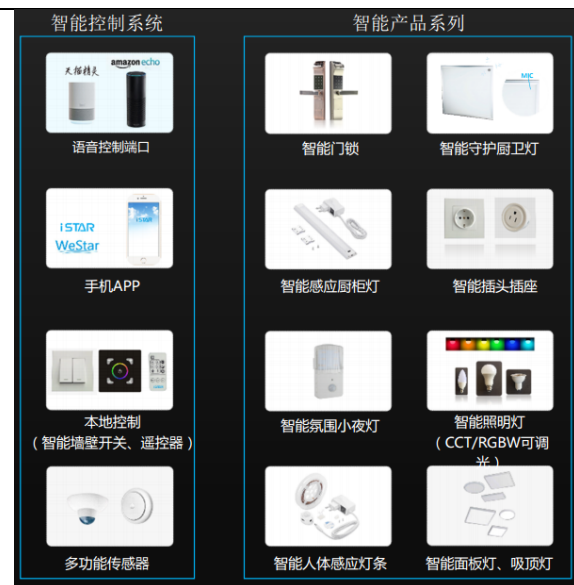 智能控制系统
智能产品系列
天猫精灵
amazon echo
语音控制端口
iSTAR
WeStar
iSTAR
手机APP
本地控制
（智能墙壁开关、遥控器）
多功能传感器
智能门锁
MIC
智能守护厨卫灯
智能感应厨柜灯
智能插头插座
智能氛围小夜灯
智能照明灯
（CCT/RGBW可调
光）
智能人体感应灯条
智能面板灯、吸顶灯